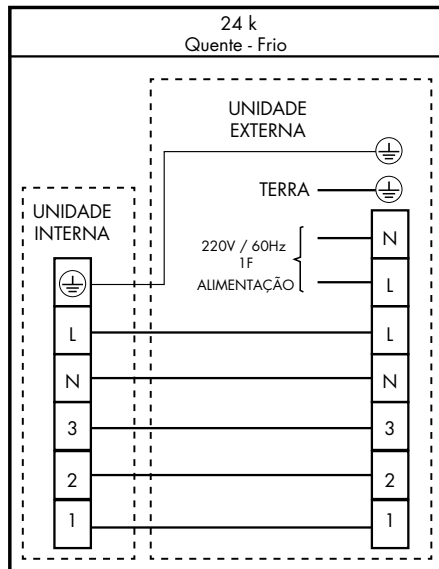 24 k
Quente - Frio
UNIDADE
EXTERNA
TERRA
UNIDADE
INTERNA
220V / 60Hz
1F
ALIMENTAÇÃO
N
L
L
L
N
N
3
3
2
2
1
1